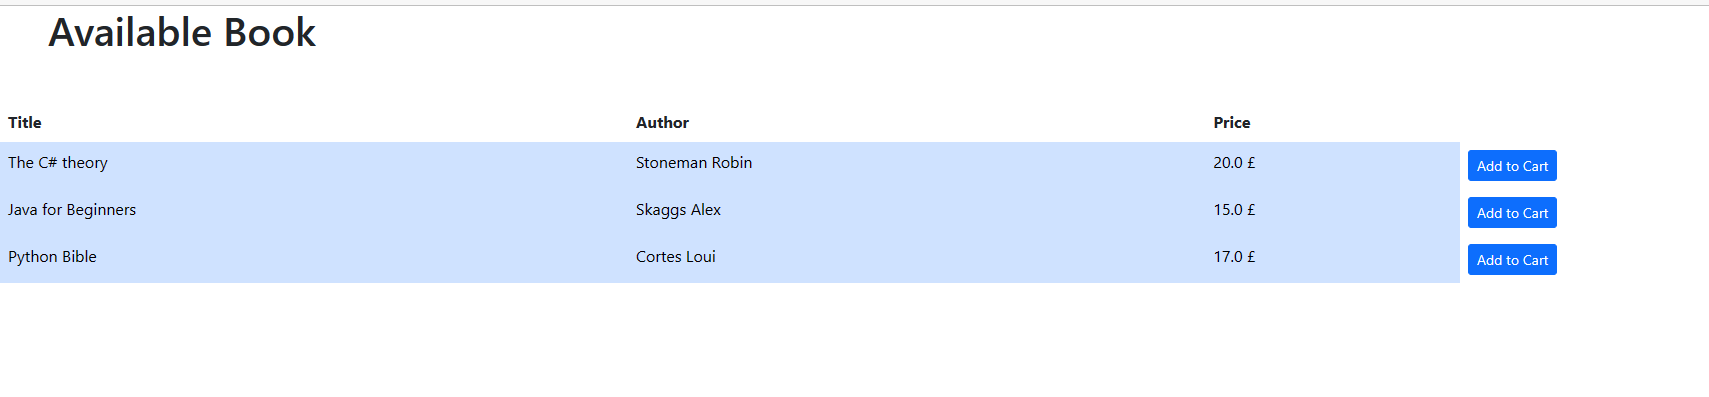 Available Book
Title Author Price
The C# theory Stoneman Robin 20.0 £ Add to Cart
Java for Beginners Skaggs Alex 15.0 £ Add to Cart
Python Bible Cortes Loui 17.0 £ Add to Cart